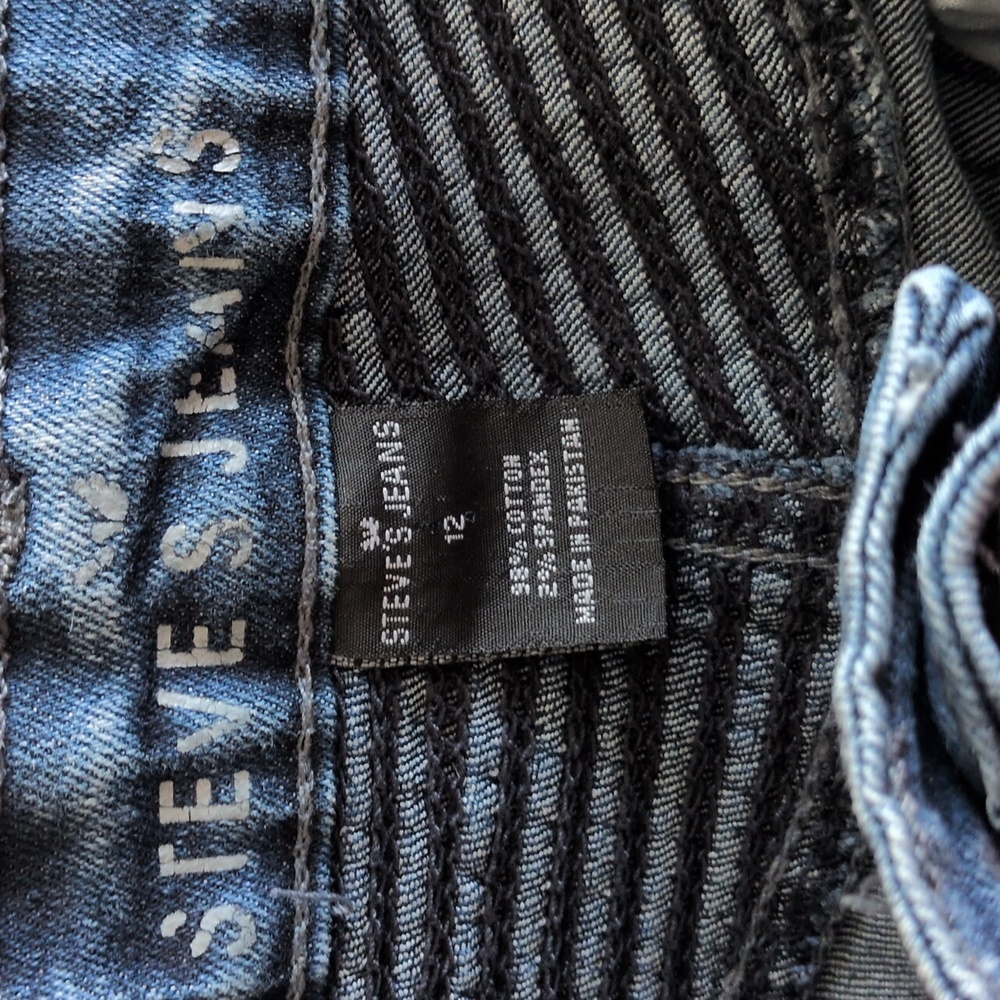 STEVE'S JEANS
STEVE'S JEANS
12
98% COTTON
2% SPANDEX
MADE IN PAKISTAN